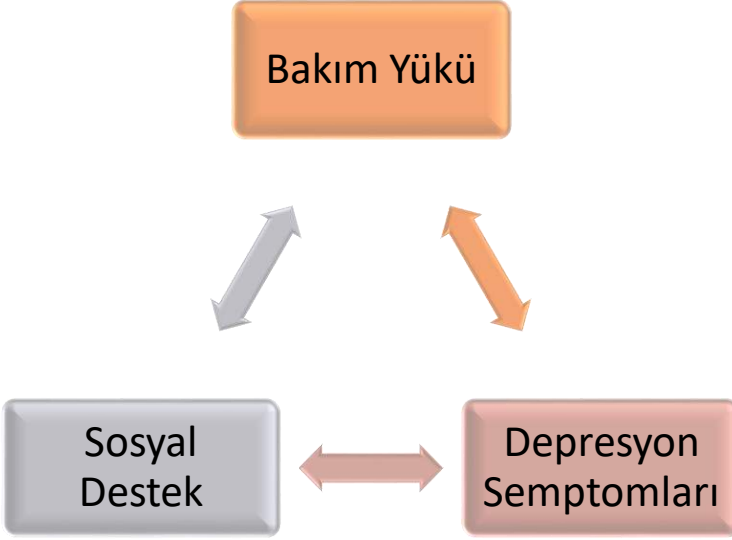 Bakım Yükü
Sosyal
Destek
Depresyon
Semptomları